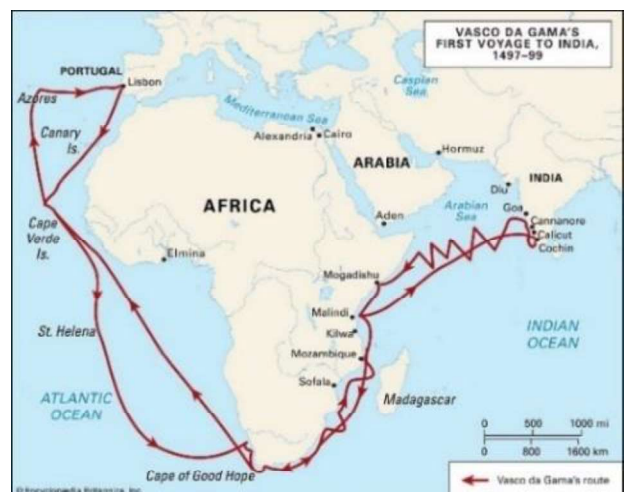 VASCO DA GAMA'S
FIRST VOYAGE TO INDIA,
1497–99
PORTUGAL
Lisbon
Azores
Caspian
Sea
Mediterranean Sea
Canary
Is.
Alexandria
Cairo
Hormuz
ARABIA
INDIA
Diu
AFRICA
Arabian
Sea
Goa
Cannanore
Aden
Calicut
Cochin
Cape
Verde
Is.
Elmina
Mogadishu
Malindi
St. Helena
Kilwa
INDIAN
OCEAN
Mozambique
Sofala
ATLANTIC
OCEAN
Madagascar
0 500 1000 mi
0 800 1600 km
Cape of Good Hope
Vasco da Gama's route
© Encyclopædia Britannica, Inc.